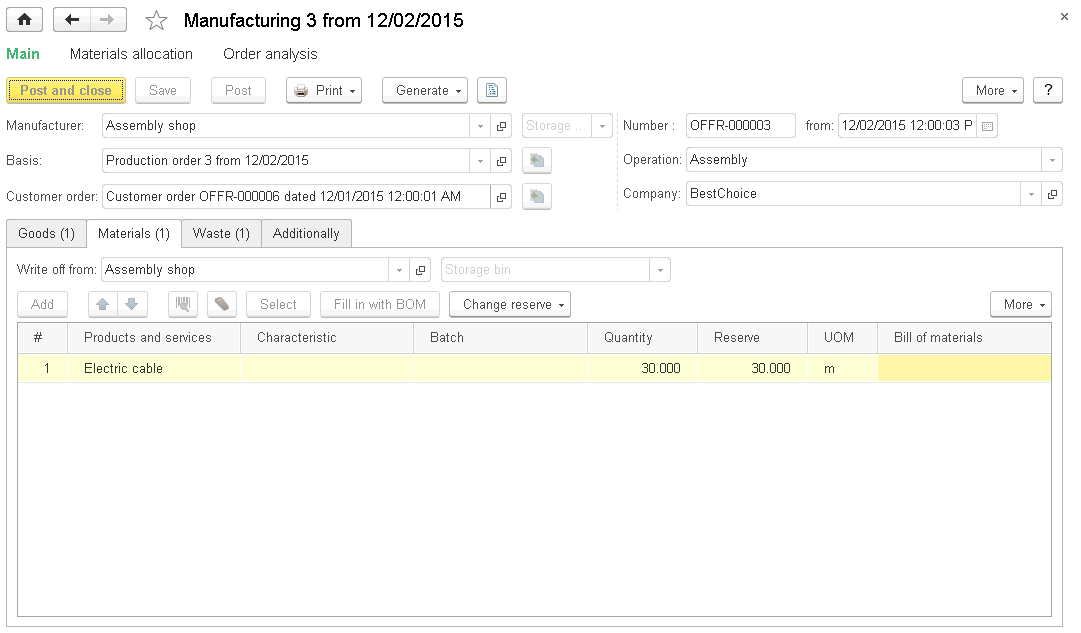 Manufacturing 3 from 12/02/2015
Main Materials allocation Order analysis
Post and close Save Post Print Generate More ?
Manufacturer: Assembly shop Storage ... Number : OFFR-000003 from: 12/02/2015 12:00:03 P
Basis: Production order 3 from 12/02/2015 Operation: Assembly
Customer order: Customer order OFFR-000006 dated 12/01/2015 12:00:01 AM Company: BestChoice
Goods (1) Materials (1) Waste (1) Additionally
Write off from: Assembly shop Storage bin
Add Select Fill in with BOM Change reserve More
# Products and services Characteristic Batch Quantity Reserve UOM Bill of materials
1 Electric cable 30.000 30.000 m